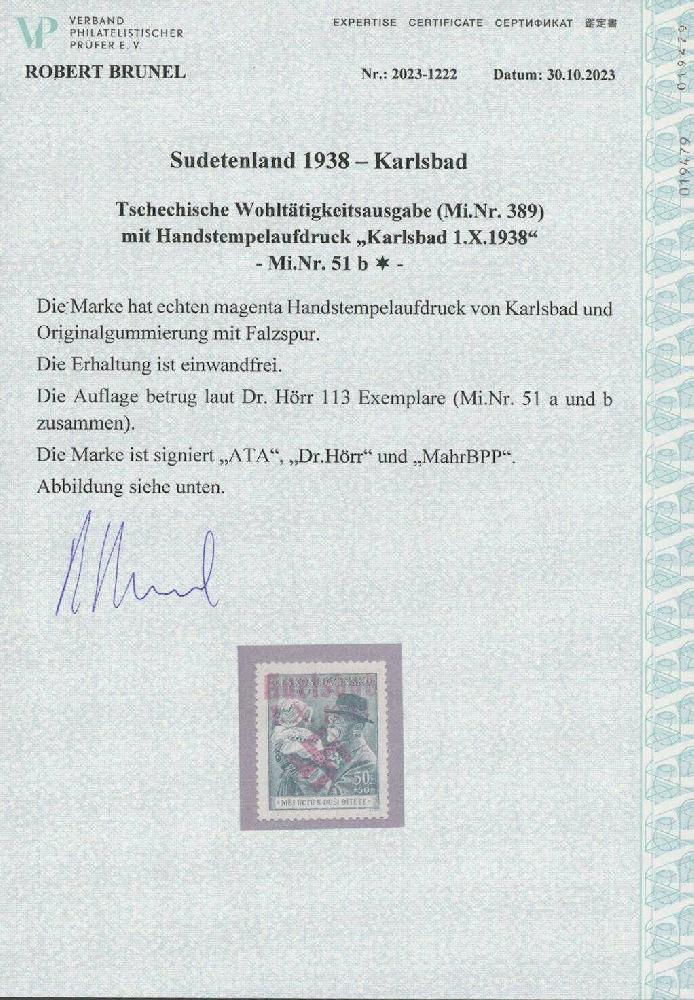 VP VERBAND
PHILATELISTISCHER
PRÜFER E. V.
EXPERTISE CERTIFICATE СЕРТИФИКАТ 鑑定書
ROBERT BRUNEL
Nr.: 2023-1222 Datum: 30.10.2023
019479
019479
Sudetenland 1938 – Karlsbad
Tschechische Wohltätigkeitsausgabe (Mi.Nr. 389)
mit Handstempelaufdruck „Karlsbad 1.X.1938“
- Mi.Nr. 51 b ✶ -
Die Marke hat echten magenta Handstempelaufdruck von Karlsbad und
Originalgummierung mit Falzspur.
Die Erhaltung ist einwandfrei.
Die Auflage betrug laut Dr. Hörr 113 Exemplare (Mi.Nr. 51 a und b
zusammen).
Die Marke ist signiert „ATA“, „Dr.Hörr“ und „MahrBPP“.
Abbildung siehe unten.
50